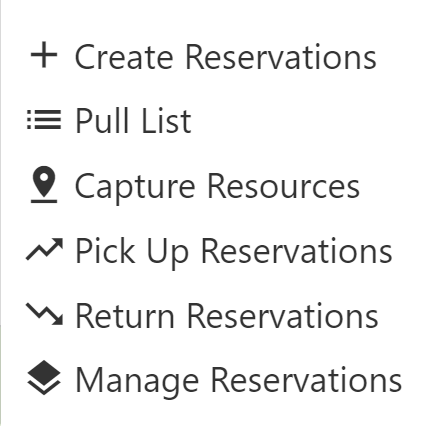 Create Reservations
Pull List
Capture Resources
Pick Up Reservations
Return Reservations
Manage Reservations